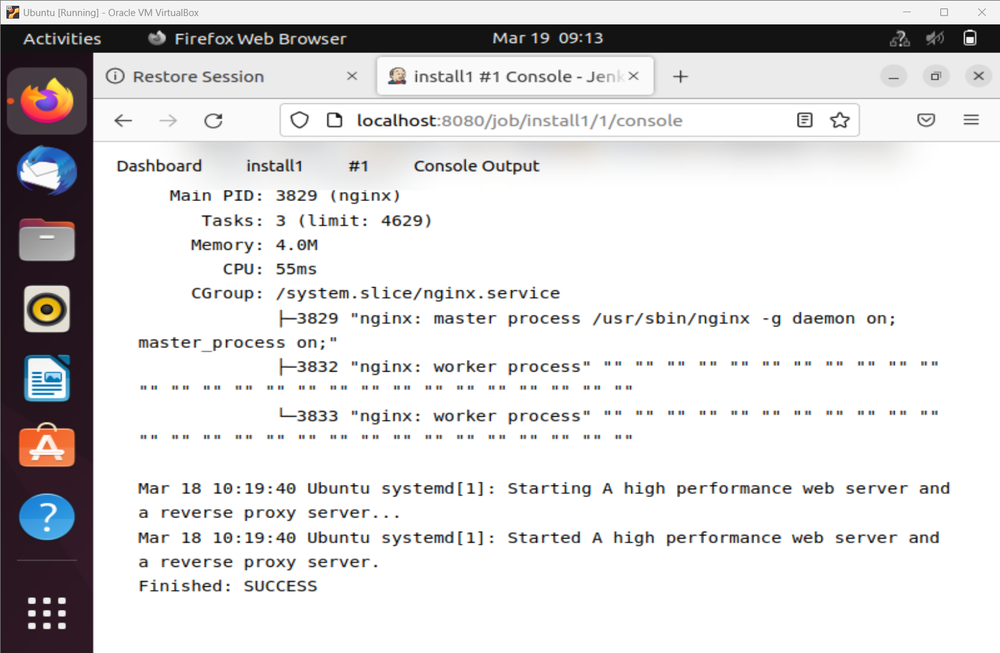 Ubuntu [Running] - Oracle VM VirtualBox
Activities Firefox Web Browser Mar 19 09:13
Restore Session install1 #1 Console - Jenk
localhost:8080/job/install1/1/console
Dashboard install1 #1 Console Output
Main PID: 3829 (nginx)
Tasks: 3 (limit: 4629)
Memory: 4.0M
CPU: 55ms
CGroup: /system.slice/nginx.service
├─3829 "nginx: master process /usr/sbin/nginx -g daemon on;
master_process on;"
├─3832 "nginx: worker process" "" "" "" "" "" "" "" "" "" "" ""
"" "" "" "" "" "" "" "" "" "" "" "" "" "" "" ""
└─3833 "nginx: worker process" "" "" "" "" "" "" "" "" "" "" ""
"" "" "" "" "" "" "" "" "" "" "" "" "" "" "" ""
Mar 18 10:19:40 Ubuntu systemd[1]: Starting A high performance web server and
a reverse proxy server...
Mar 18 10:19:40 Ubuntu systemd[1]: Started A high performance web server and
a reverse proxy server.
Finished: SUCCESS